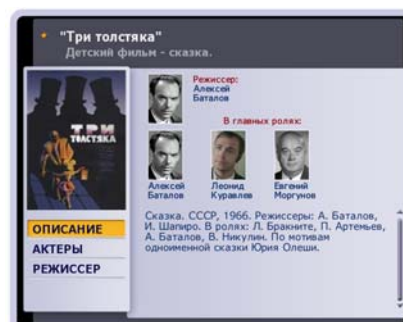 "Три толстяка"
Детский фильм - сказка.
ТРИ
ТОЛСТЯКА
ОПИСАНИЕ
АКТЕРЫ
РЕЖИССЕР
Режиссер:
Алексей
Баталов
В главных ролях:
Алексей
Баталов
Леонид
Куравлев
Евгений
Моргунов
Сказка. СССР, 1966. Режиссеры: А. Баталов,
И. Шапиро. В ролях: Л. Бракните, П. Артемьев,
А. Баталов, В. Никулин. По мотивам
одноименной сказки Юрия Олеши.